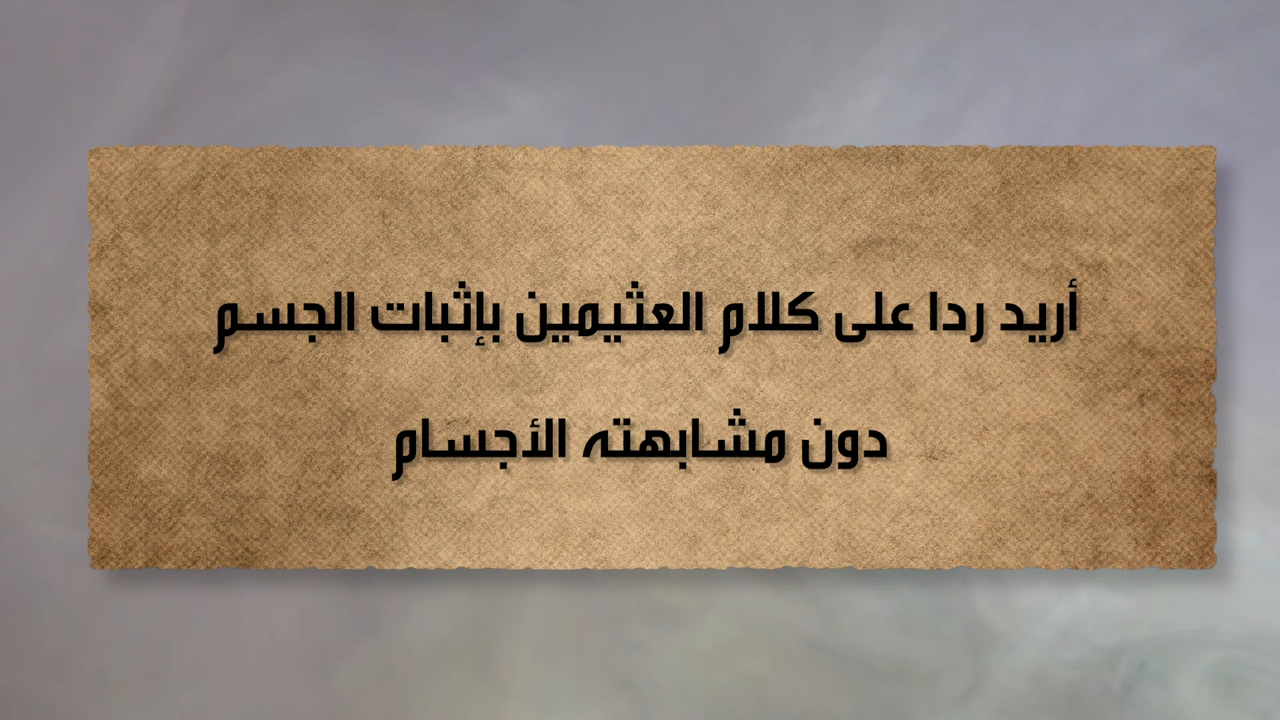 أريد ردا على كلام العثيمين بإثبات الجسم
دون مشابهته الأجسام